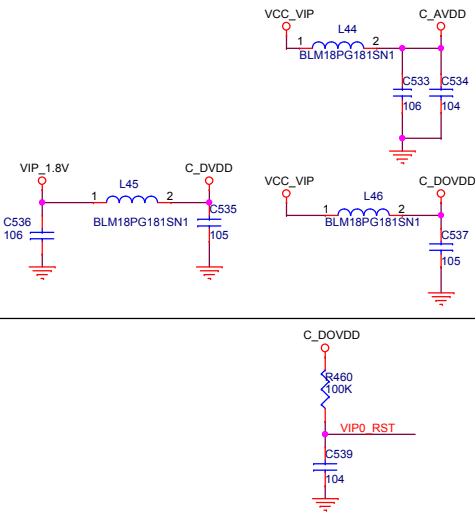 VCC_VIP
C_AVDD
L44
1
2
BLM18PG181SN1
C533
106
C534
104
VIP_1.8V
C_DVDD
L45
1
2
BLM18PG181SN1
C536
106
C535
105
VCC_VIP
C_DOVDD
L46
1
2
BLM18PG181SN1
C537
105
C_DOVDD
R460
100K
VIP0_RST
C539
104